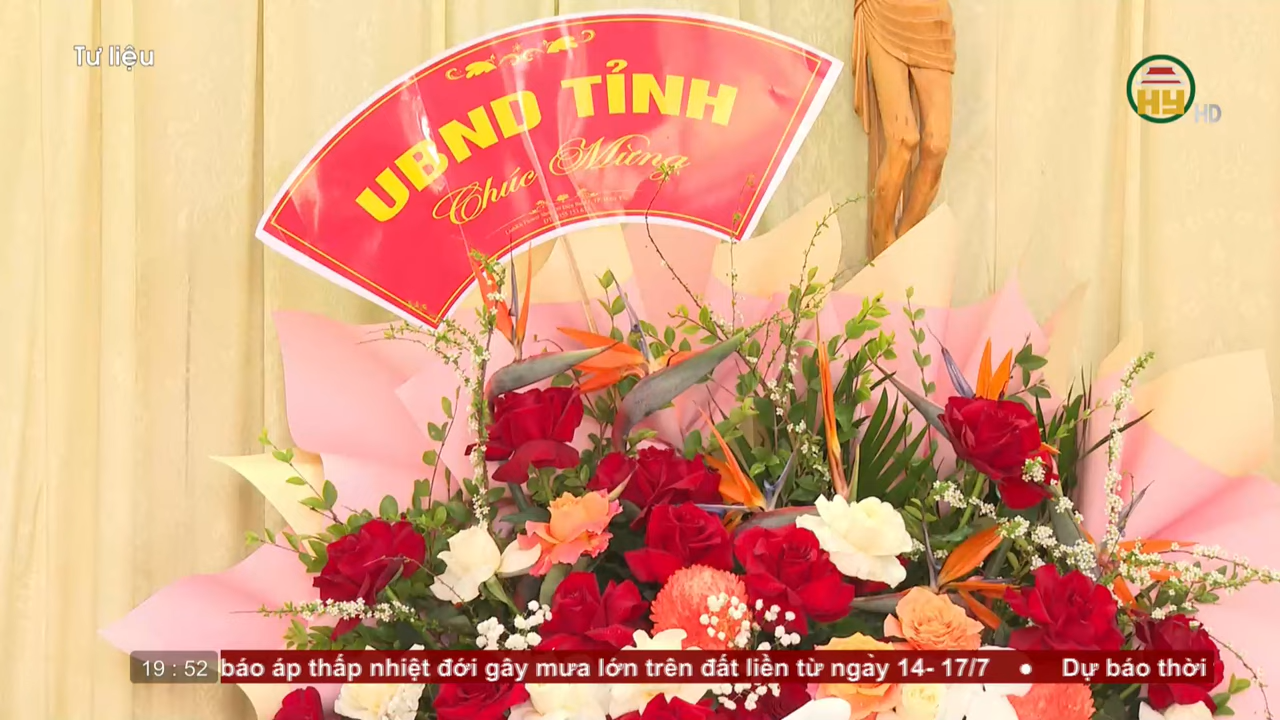 Tư liệu
UBND TỈNH
Chúc Mừng
HY HD
19 : 52 báo áp thấp nhiệt đới gây mưa lớn trên đất liền từ ngày 14- 17/7 • Dự báo thời